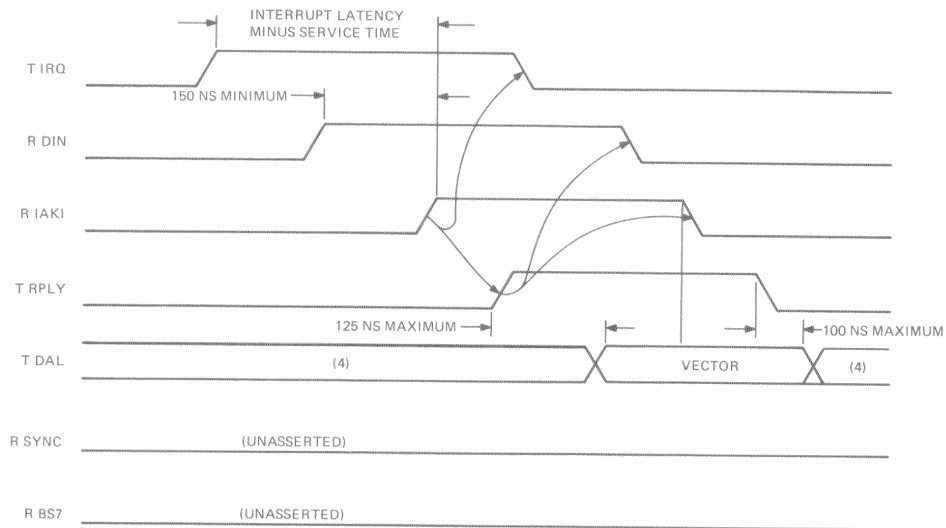 INTERRUPT LATENCY
MINUS SERVICE TIME
T IRQ
150 NS MINIMUM
R DIN
R IAKI
T RPLY
125 NS MAXIMUM
100 NS MAXIMUM
T DAL
(4)
VECTOR
(4)
R SYNC
(UNASSERTED)
R BS7
(UNASSERTED)